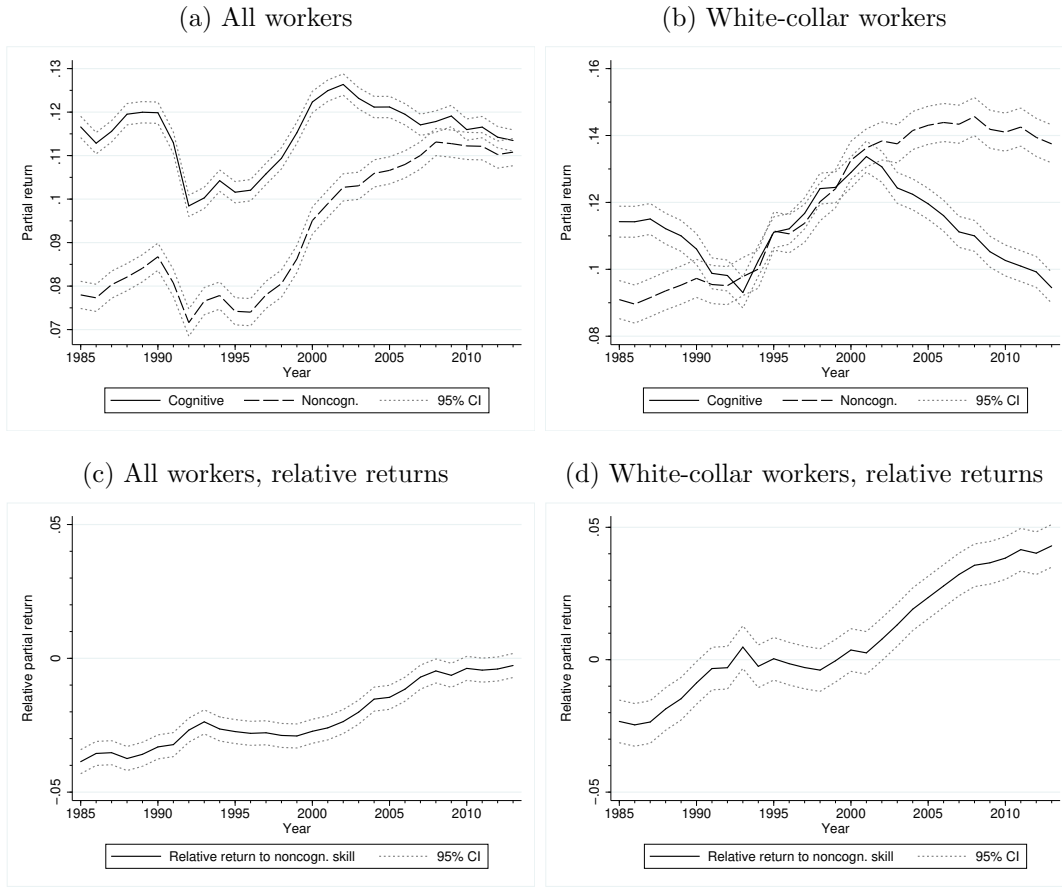 (a) All workers
(b) White-collar workers
.13
.12
.11
.1
.09
.08
.07
Partial return
1985 1990 1995 2000 2005 2010
Year
Cognitive Noncogn. 95% CI
.16
.14
.12
.1
.08
Partial return
1985 1990 1995 2000 2005 2010
Year
Cognitive Noncogn. 95% CI
(c) All workers, relative returns
(d) White-collar workers, relative returns
.05
0
-.05
Relative partial return
1985 1990 1995 2000 2005 2010
Year
Relative return to noncogn. skill 95% CI
.05
0
-.05
Relative partial return
1985 1990 1995 2000 2005 2010
Year
Relative return to noncogn. skill 95% CI